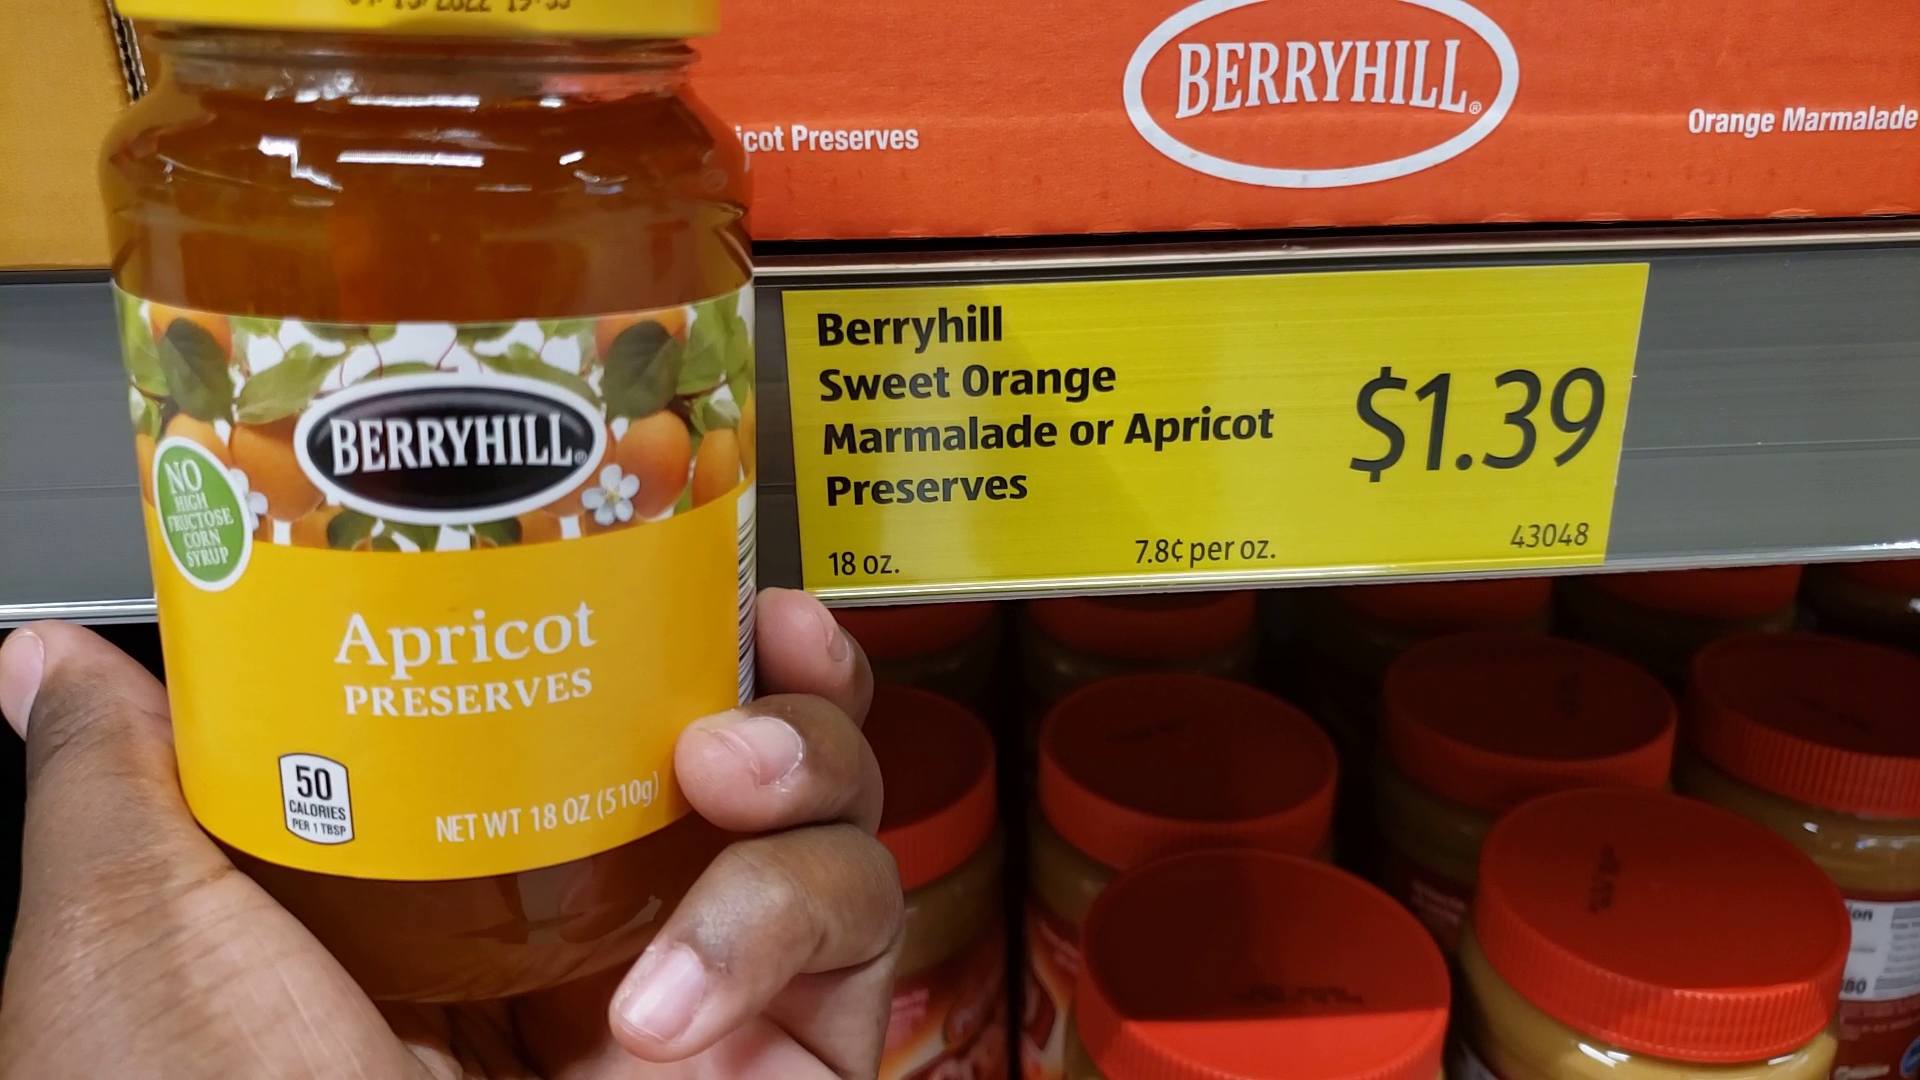 BERRYHILL®
icot Preserves
Orange Marmalade
BERRYHILL®
NO
HIGH
FRUCTOSE
CORN
SYRUP
Apricot
PRESERVES
50
CALORIES
PER 1 TBSP
NET WT 18 OZ (510g)
Berryhill
Sweet Orange
Marmalade or Apricot
Preserves
$1.39
18 oz.
7.8¢ per oz.
43048